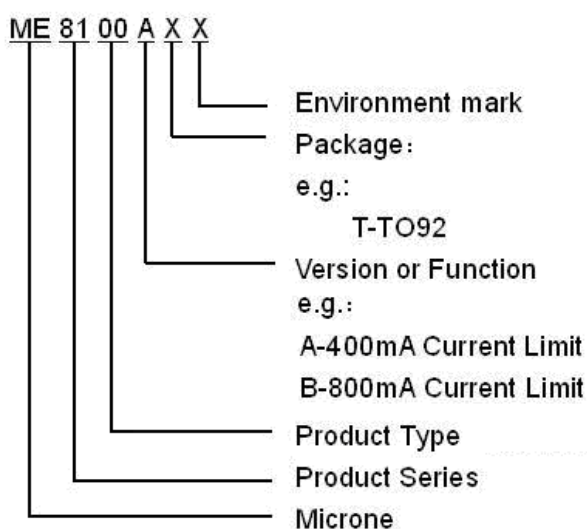 ME 81 00 A X X
Environment mark
Package：
e.g.:
T-TO92
Version or Function
e.g.：
A-400mA Current Limit
B-800mA Current Limit
Product Type
Product Series
Microne